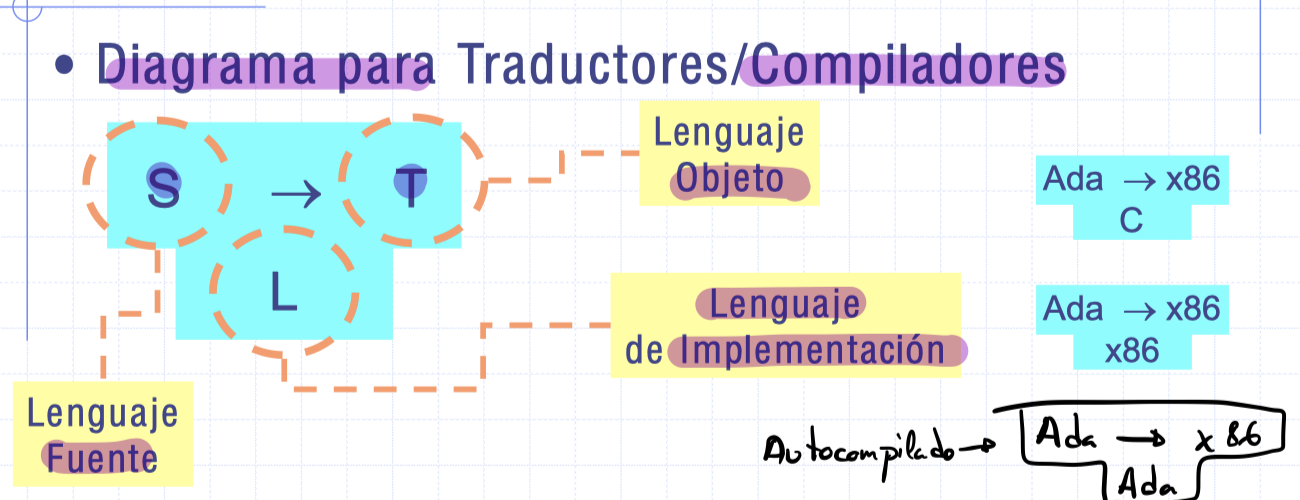 • Diagrama para Traductores/Compiladores
S → T
L
Lenguaje
Objeto
Lenguaje
de Implementación
Lenguaje
Fuente
Ada → x86
C
Ada → x86
x86
Autocompilado → Ada → x86
Ada